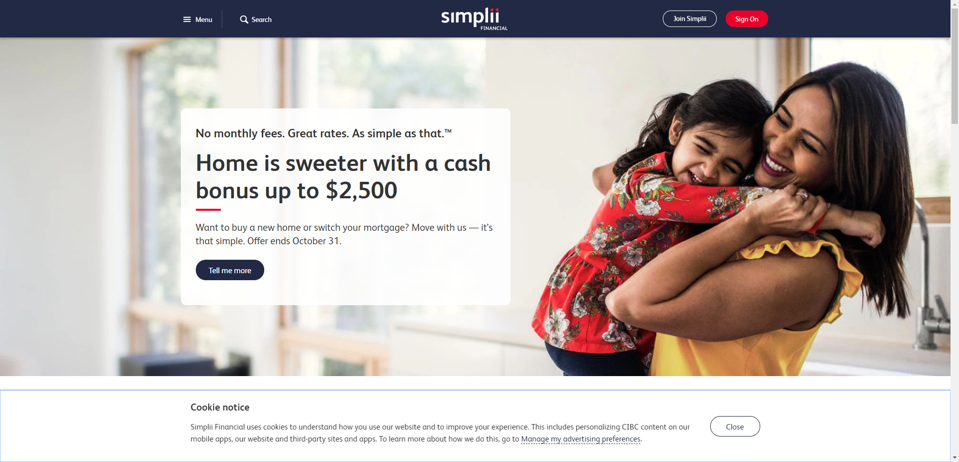 Menu
Search
simplii
FINANCIAL
Join Simplii
Sign On
No monthly fees. Great rates. As simple as that.™
Home is sweeter with a cash
bonus up to $2,500
Want to buy a new home or switch your mortgage? Move with us — it's
that simple. Offer ends October 31.
Tell me more
Cookie notice
Simplii Financial uses cookies to understand how you use our website and to improve your experience. This includes personalizing CIBC content on our
mobile apps, our website and third-party sites and apps. To learn more about how we do this, go to Manage my advertising preferences.
Close